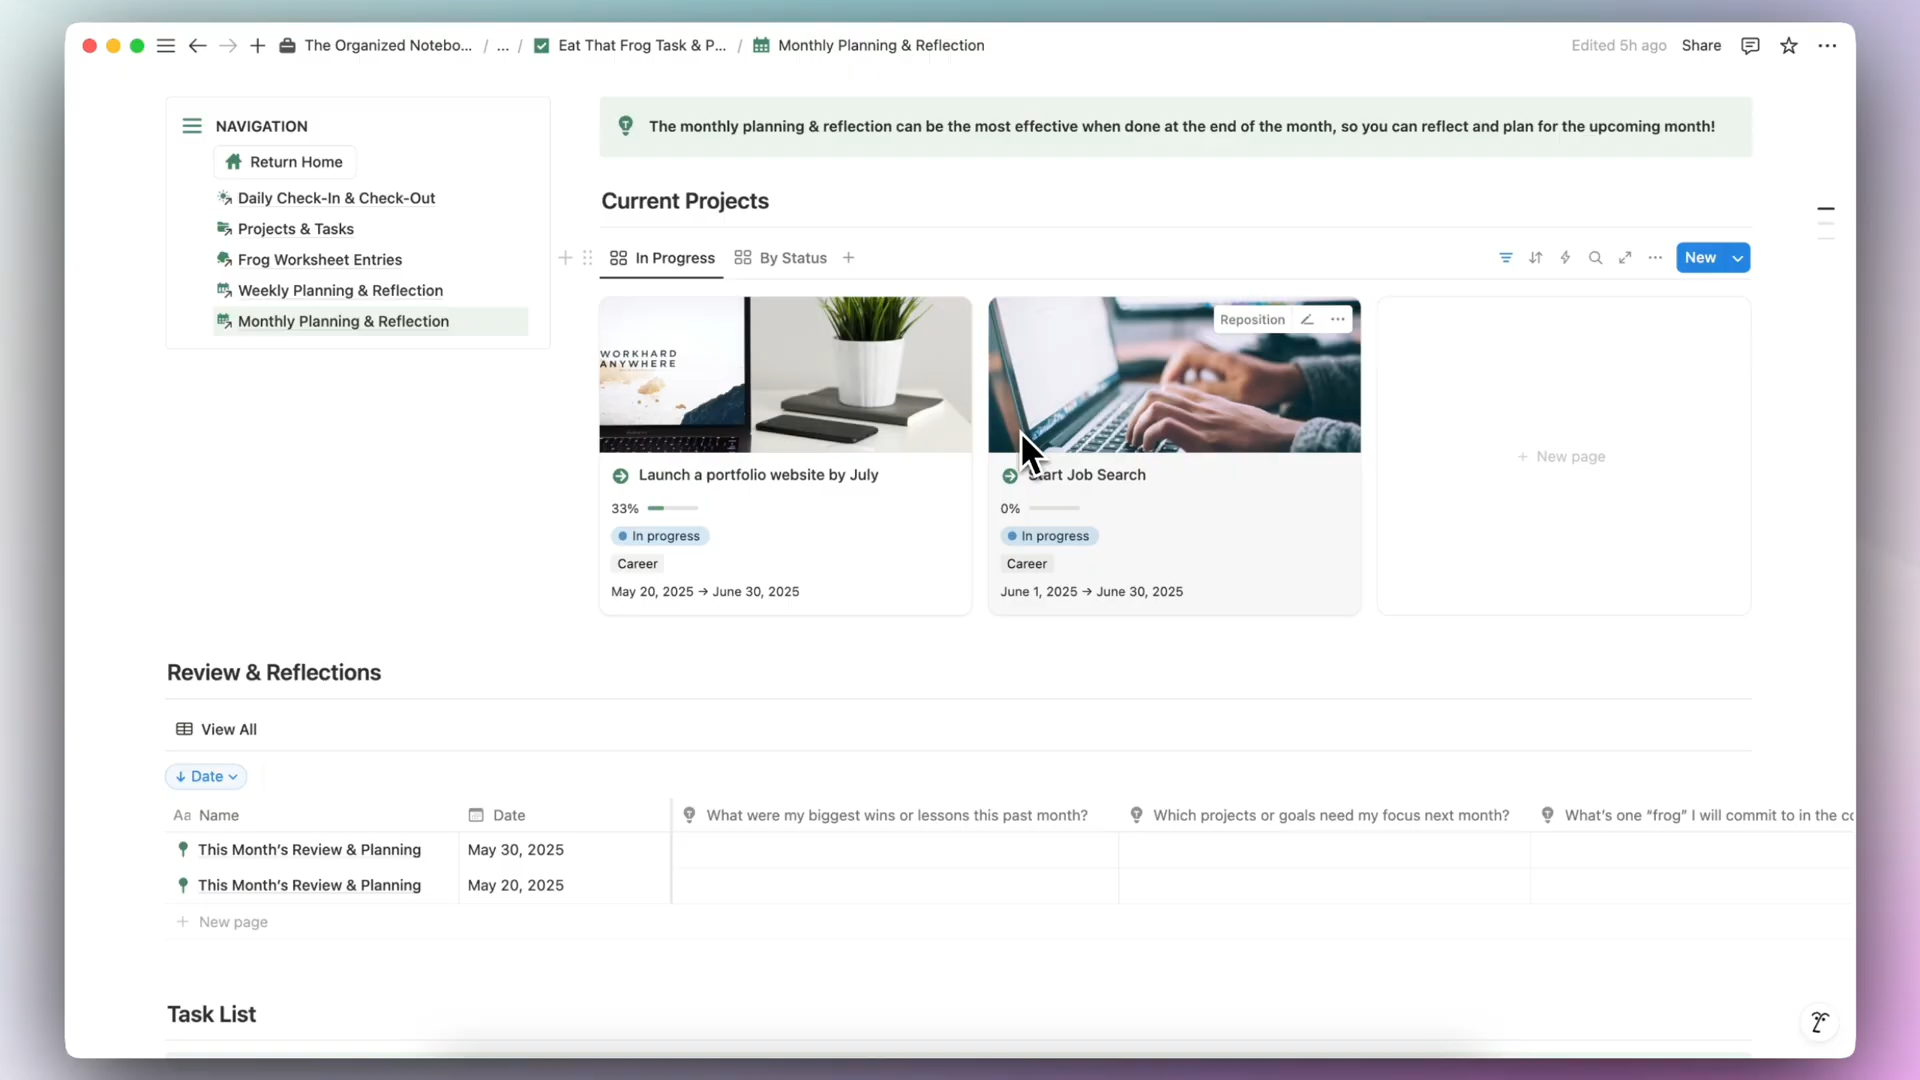 The Organized Notebo... / ... / Eat That Frog Task & P... / Monthly Planning & Reflection
Edited 5h ago Share
NAVIGATION
Return Home
Daily Check-In & Check-Out
Projects & Tasks
Frog Worksheet Entries
Weekly Planning & Reflection
Monthly Planning & Reflection
The monthly planning & reflection can be the most effective when done at the end of the month, so you can reflect and plan for the upcoming month!
Current Projects
In Progress By Status
New
WORKHARD
ANYWHERE
Reposition
Launch a portfolio website by July
33%
In progress
Career
May 20, 2025 → June 30, 2025
Start Job Search
0%
In progress
Career
June 1, 2025 → June 30, 2025
+ New page
Review & Reflections
View All
↓ Date
Aa Name Date What were my biggest wins or lessons this past month? Which projects or goals need my focus next month? What's one “frog” I will commit to in the cc
This Month's Review & Planning May 30, 2025
This Month's Review & Planning May 20, 2025
+ New page
Task List